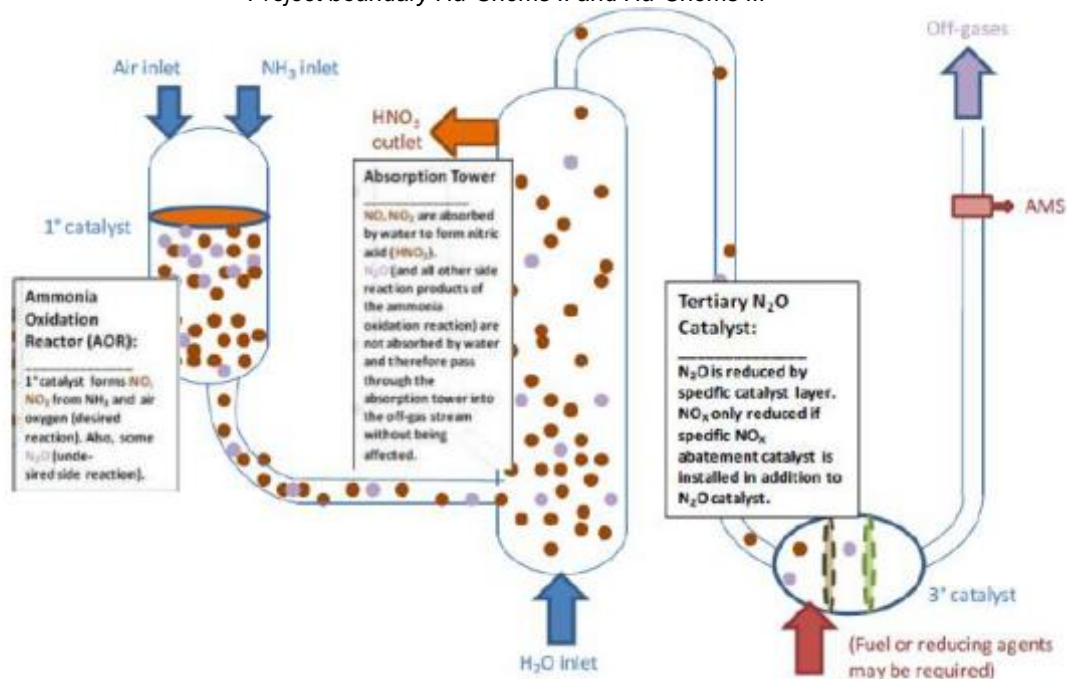 Project boundary Hu-Chems II and Hu-Chems III
Off-gases
Air inlet
NH₃ inlet
HNO₃
outlet
Absorption Tower
NO, NO₂ are absorbed
by water to form nitric
acid (HNO₃).
N₂O (and all other side
reaction products of
the ammonia
oxidation reaction) are
not absorbed by water
and therefore pass
through the
absorption tower into
the off-gas stream
without being
affected.
AMS
1° catalyst
Ammonia
Oxidation
Reactor (AOR):
1° catalyst forms NO,
NO₂ from NH₃ and air
oxygen (desired
reaction). Also, some
N₂O (unde-
sired side reaction).
Tertiary N₂O
Catalyst:
N₂O is reduced by
specific catalyst layer.
NOₓ only reduced if
specific NOₓ
abatement catalyst is
installed in addition to
N₂O catalyst.
3° catalyst
H₂O inlet
(Fuel or reducing agents
may be required)